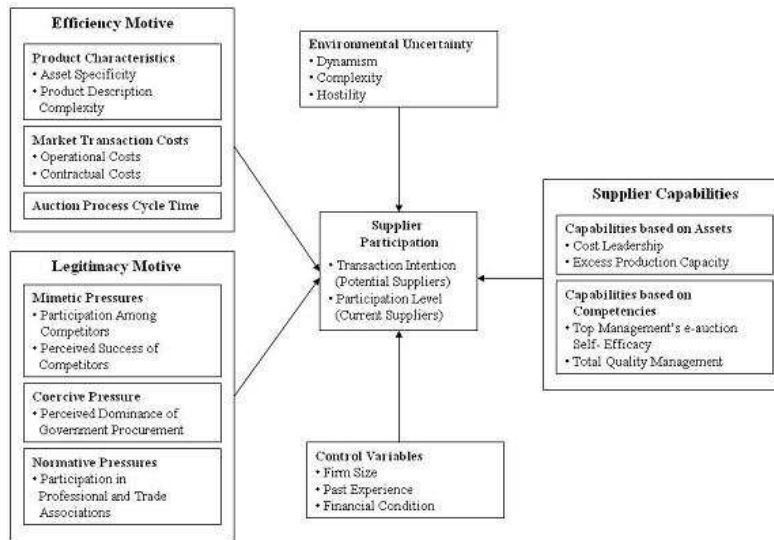 Efficiency Motive
Product Characteristics
• Asset Specificity
• Product Description
Complexity
Market Transaction Costs
• Operational Costs
• Contractual Costs
Auction Process Cycle Time
Legitimacy Motive
Mimetic Pressures
• Participation Among
Competitors
• Perceived Success of
Competitors
Coercive Pressure
• Perceived Dominance of
Government Procurement
Normative Pressures
• Participation in
Professional and Trade
Associations
Environmental Uncertainty
• Dynamism
• Complexity
• Hostility
Supplier
Participation
• Transaction Intention
(Potential Suppliers)
• Participation Level
(Current Suppliers)
Control Variables
• Firm Size
• Past Experience
• Financial Condition
Supplier Capabilities
Capabilities based on Assets
• Cost Leadership
• Excess Production Capacity
Capabilities based on
Competencies
• Top Management's e-auction
Self- Efficacy
• Total Quality Management